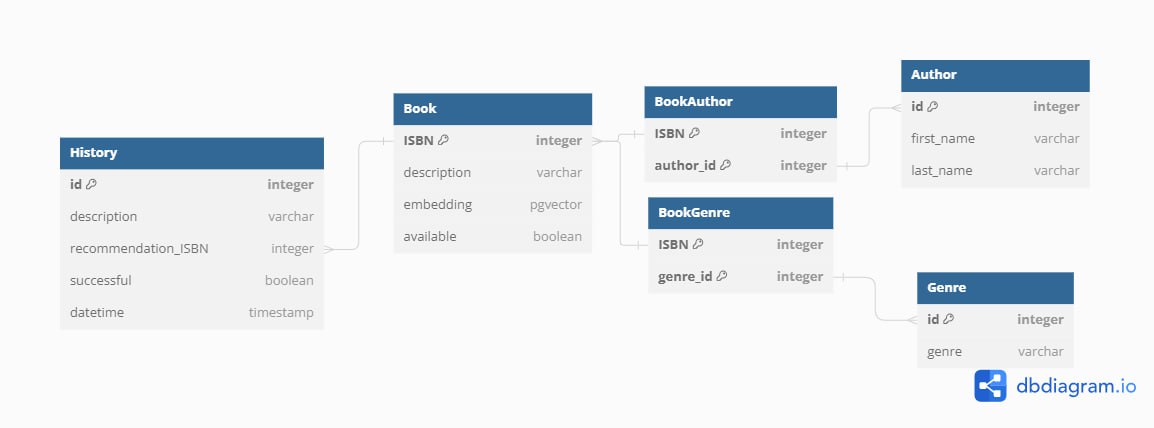 History
id integer
description varchar
recommendation_ISBN integer
successful boolean
datetime timestamp
Book
ISBN integer
description varchar
embedding pgvector
available boolean
BookAuthor
ISBN integer
author_id integer
BookGenre
ISBN integer
genre_id integer
Author
id integer
first_name varchar
last_name varchar
Genre
id integer
genre varchar
dbdiagram.io